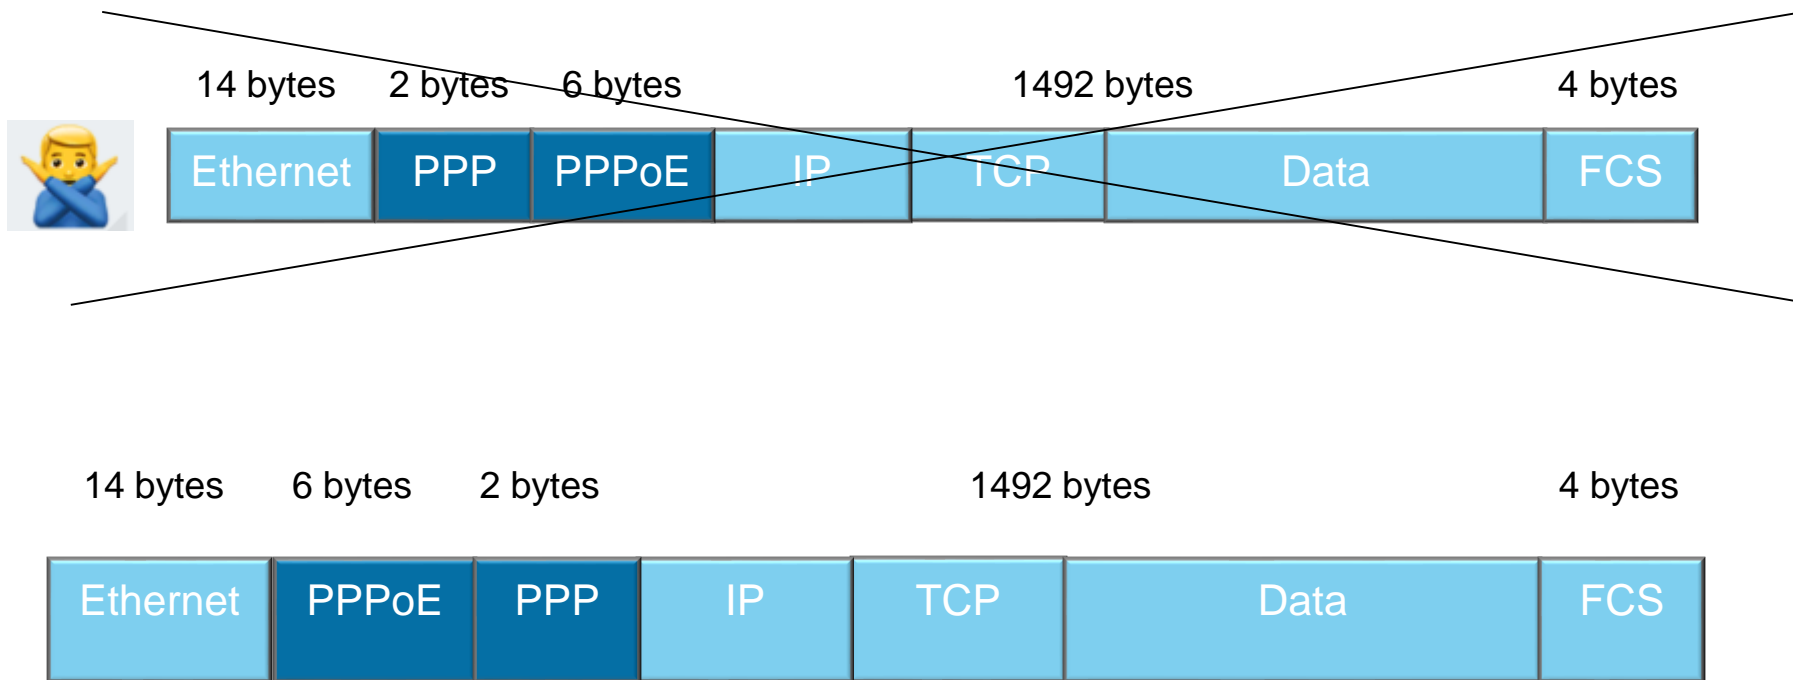 14 bytes 2 bytes 6 bytes 1492 bytes 4 bytes
Ethernet PPP PPPoE IP TCP Data FCS
14 bytes 6 bytes 2 bytes 1492 bytes 4 bytes
Ethernet PPPoE PPP IP TCP Data FCS